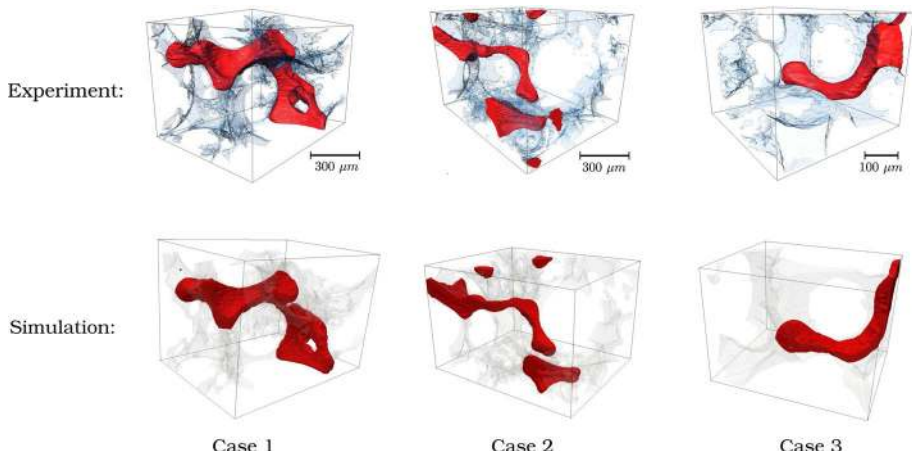 Experiment:
300 μm
300 μm
100 μm
Simulation:
Case 1
Case 2
Case 3